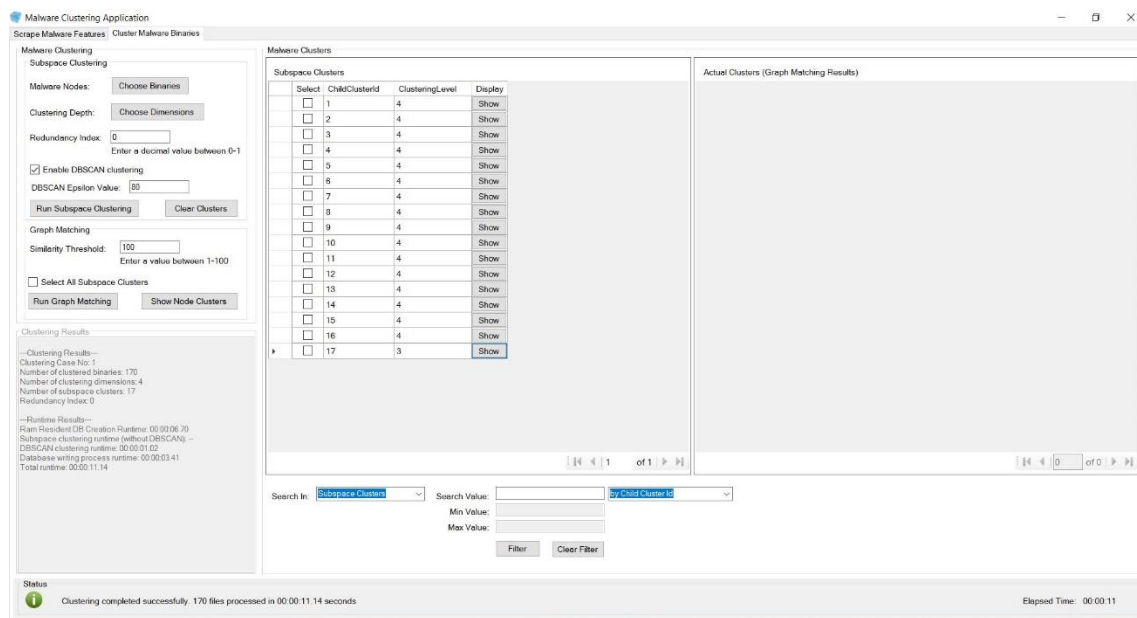 Malware Clustering Application
Scrape Malware Features Cluster Malware Binaries
Malware Clustering
Subspace Clustering
Malware Nodes: Choose Binaries
Clustering Depth: Choose Dimensions
Redundancy Index: 0
Enter a decimal value between 0-1
Enable DBSCAN clustering
DBSCAN Epsilon Value: 80
Run Subspace Clustering Clear Clusters
Graph Matching
Similarity Threshold: 100
Enter a value between 1-100
Select All Subspace Clusters
Run Graph Matching Show Node Clusters
Clustering Results
---Clustering Results---
Clustering Case No: 1
Number of clustered binaries: 170
Number of clustering dimensions: 4
Number of subspace clusters: 17
Redundancy Index: 0
---Runtime Results---
Ram Resident DB Creation Runtime: 00:00:06.70
Subspace clustering runtime (without DBSCAN): --
DBSCAN clustering runtime: 00:00:01.02
Database writing process runtime: 00:00:03.41
Total runtime: 00:00:11.14
Malware Clusters
Subspace Clusters
Select ChildClusterId ClusteringLevel Display
1 4 Show
2 4 Show
3 4 Show
4 4 Show
5 4 Show
6 4 Show
7 4 Show
8 4 Show
9 4 Show
10 4 Show
11 4 Show
12 4 Show
13 4 Show
14 4 Show
15 4 Show
16 4 Show
17 3 Show
1 of 1
Actual Clusters (Graph Matching Results)
0 of 0
Search In: Subspace Clusters Search Value: by Child Cluster Id
Min Value:
Max Value:
Filter Clear Filter
Status
Clustering completed successfully. 170 files processed in 00:00:11.14 seconds
Elapsed Time: 00:00:11